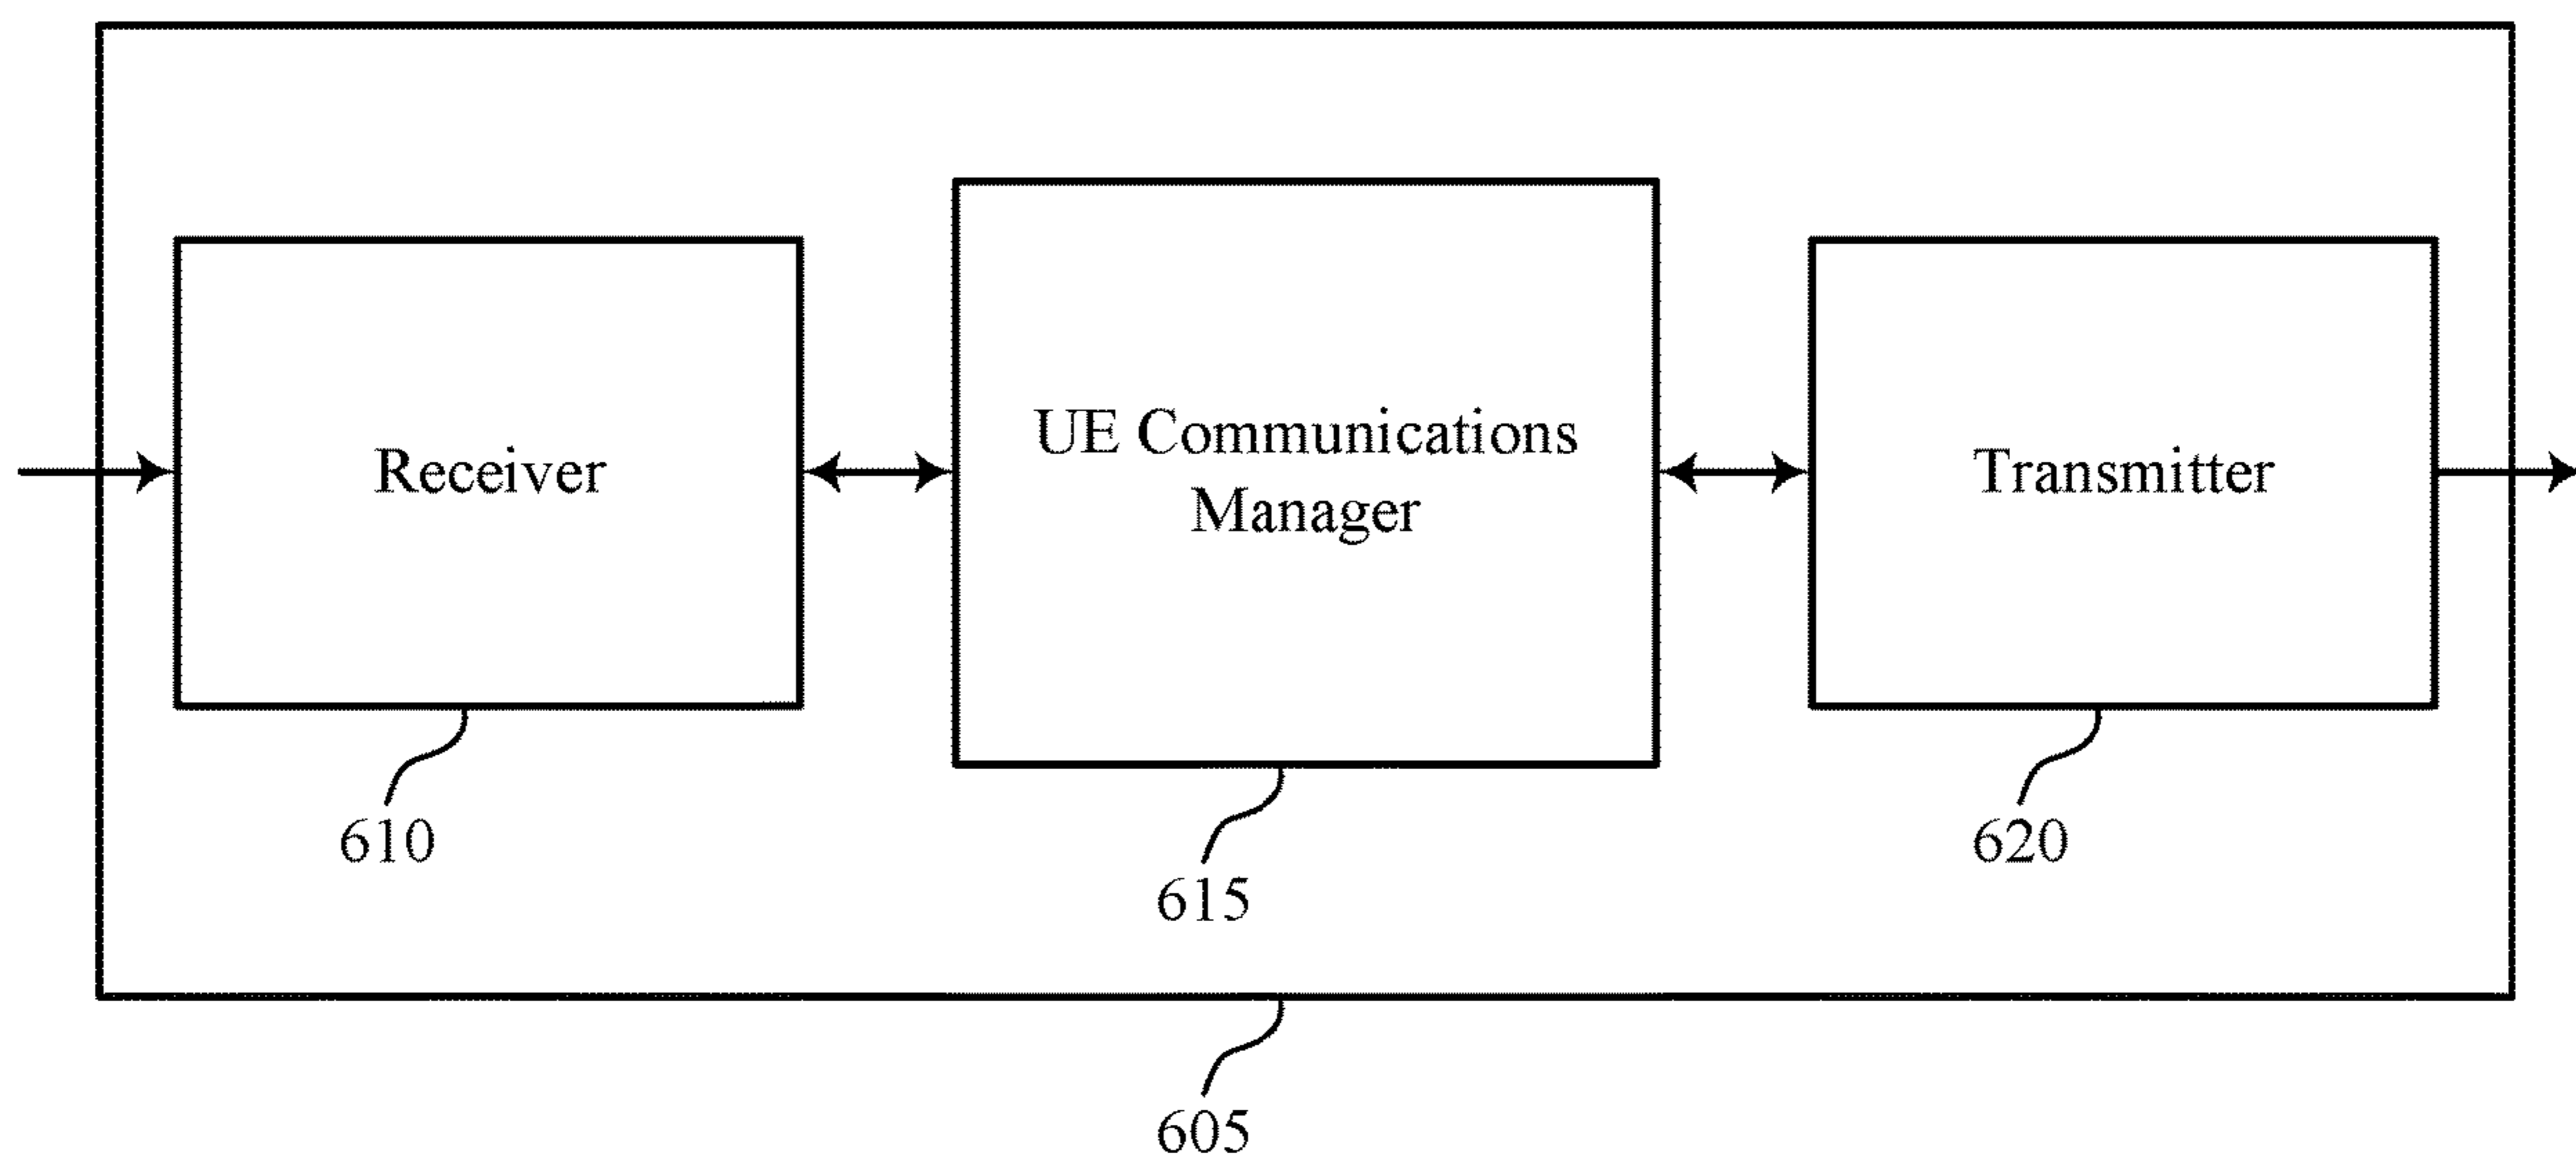 Receiver
UE Communications
Manager
Transmitter
610
615
620
605